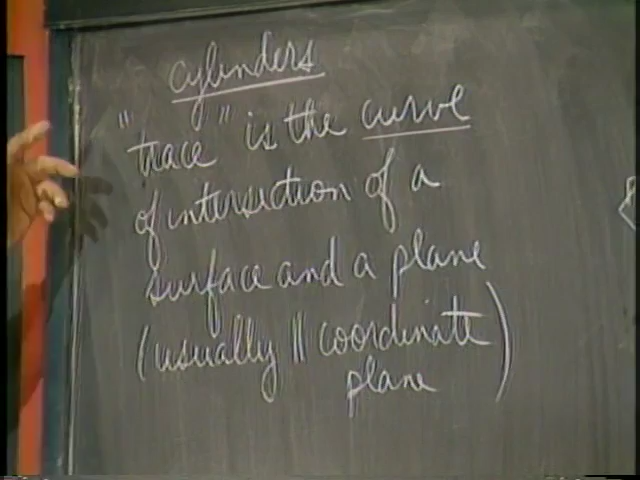 cylinders
"trace" is the curve
of intersection of a
surface and a plane
(usually || coordinate
plane)